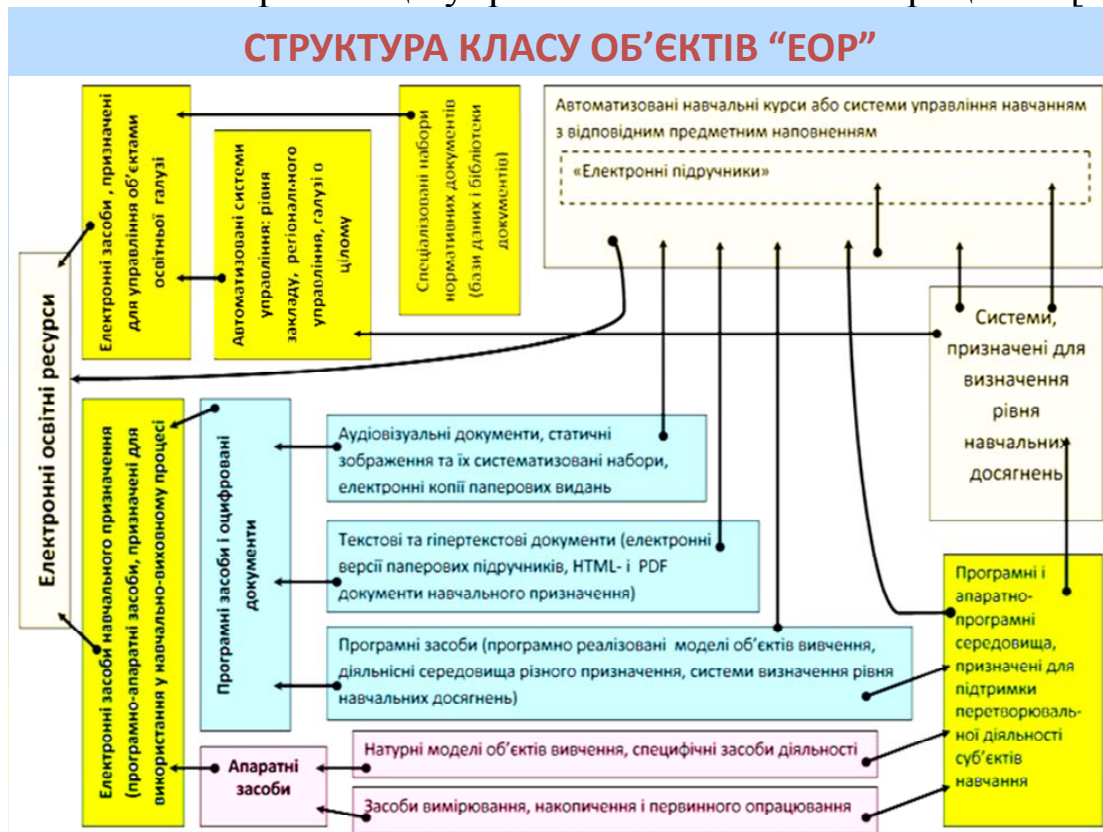 СТРУКТУРА КЛАСУ ОБ’ЄКТІВ “ЕОР”
Електронні засоби , призначені
для управління об’єктами
освітньої галузі
Автоматизовані системи
управління: рівня
закладу, регіонального
управління, галузі в
цілому
Спеціалізовані набори
нормативних документів
(бази даних і бібліотеки
документів)
Автоматизовані навчальні курси або системи управління навчанням
з відповідним предметним наповненням
«Електронні підручники»
Системи,
призначені для
визначення
рівня
навчальних
досягнень
Електронні освітні ресурси
Електронні засоби навчального призначення
(програмно-апаратні засоби, призначені для
використання у навчально-виховному процесі
Програмні засоби і оцифровані
документи
Аудіовізуальні документи, статичні
зображення та їх систематизовані набори,
електронні копії паперових видань
Текстові та гіпертекстові документи (електронні
версії паперових підручників, HTML- і PDF
документи навчального призначення)
Програмні засоби (програмно реалізовані моделі об’єктів вивчення,
діяльнісні середовища різного призначення, системи визначення рівня
навчальних досягнень)
Програмні і
апаратно-
програмні
середовища,
призначені для
підтримки
перетворюваль-
ної діяльності
суб’єктів
навчання
Апаратні
засоби
Натурні моделі об’єктів вивчення, специфічні засоби діяльності
Засоби вимірювання, накопичення і первинного опрацювання